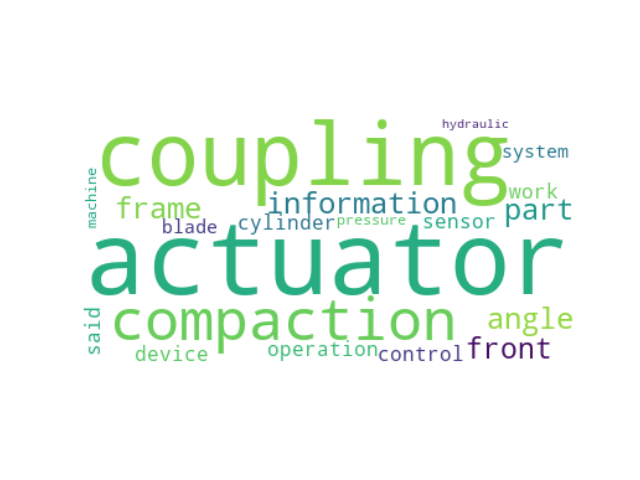 hydraulic
coupling
system
machine
work
information
frame
part
pressure
sensor
cylinder
blade
actuator
compaction
angle
said
front
operation
control
device